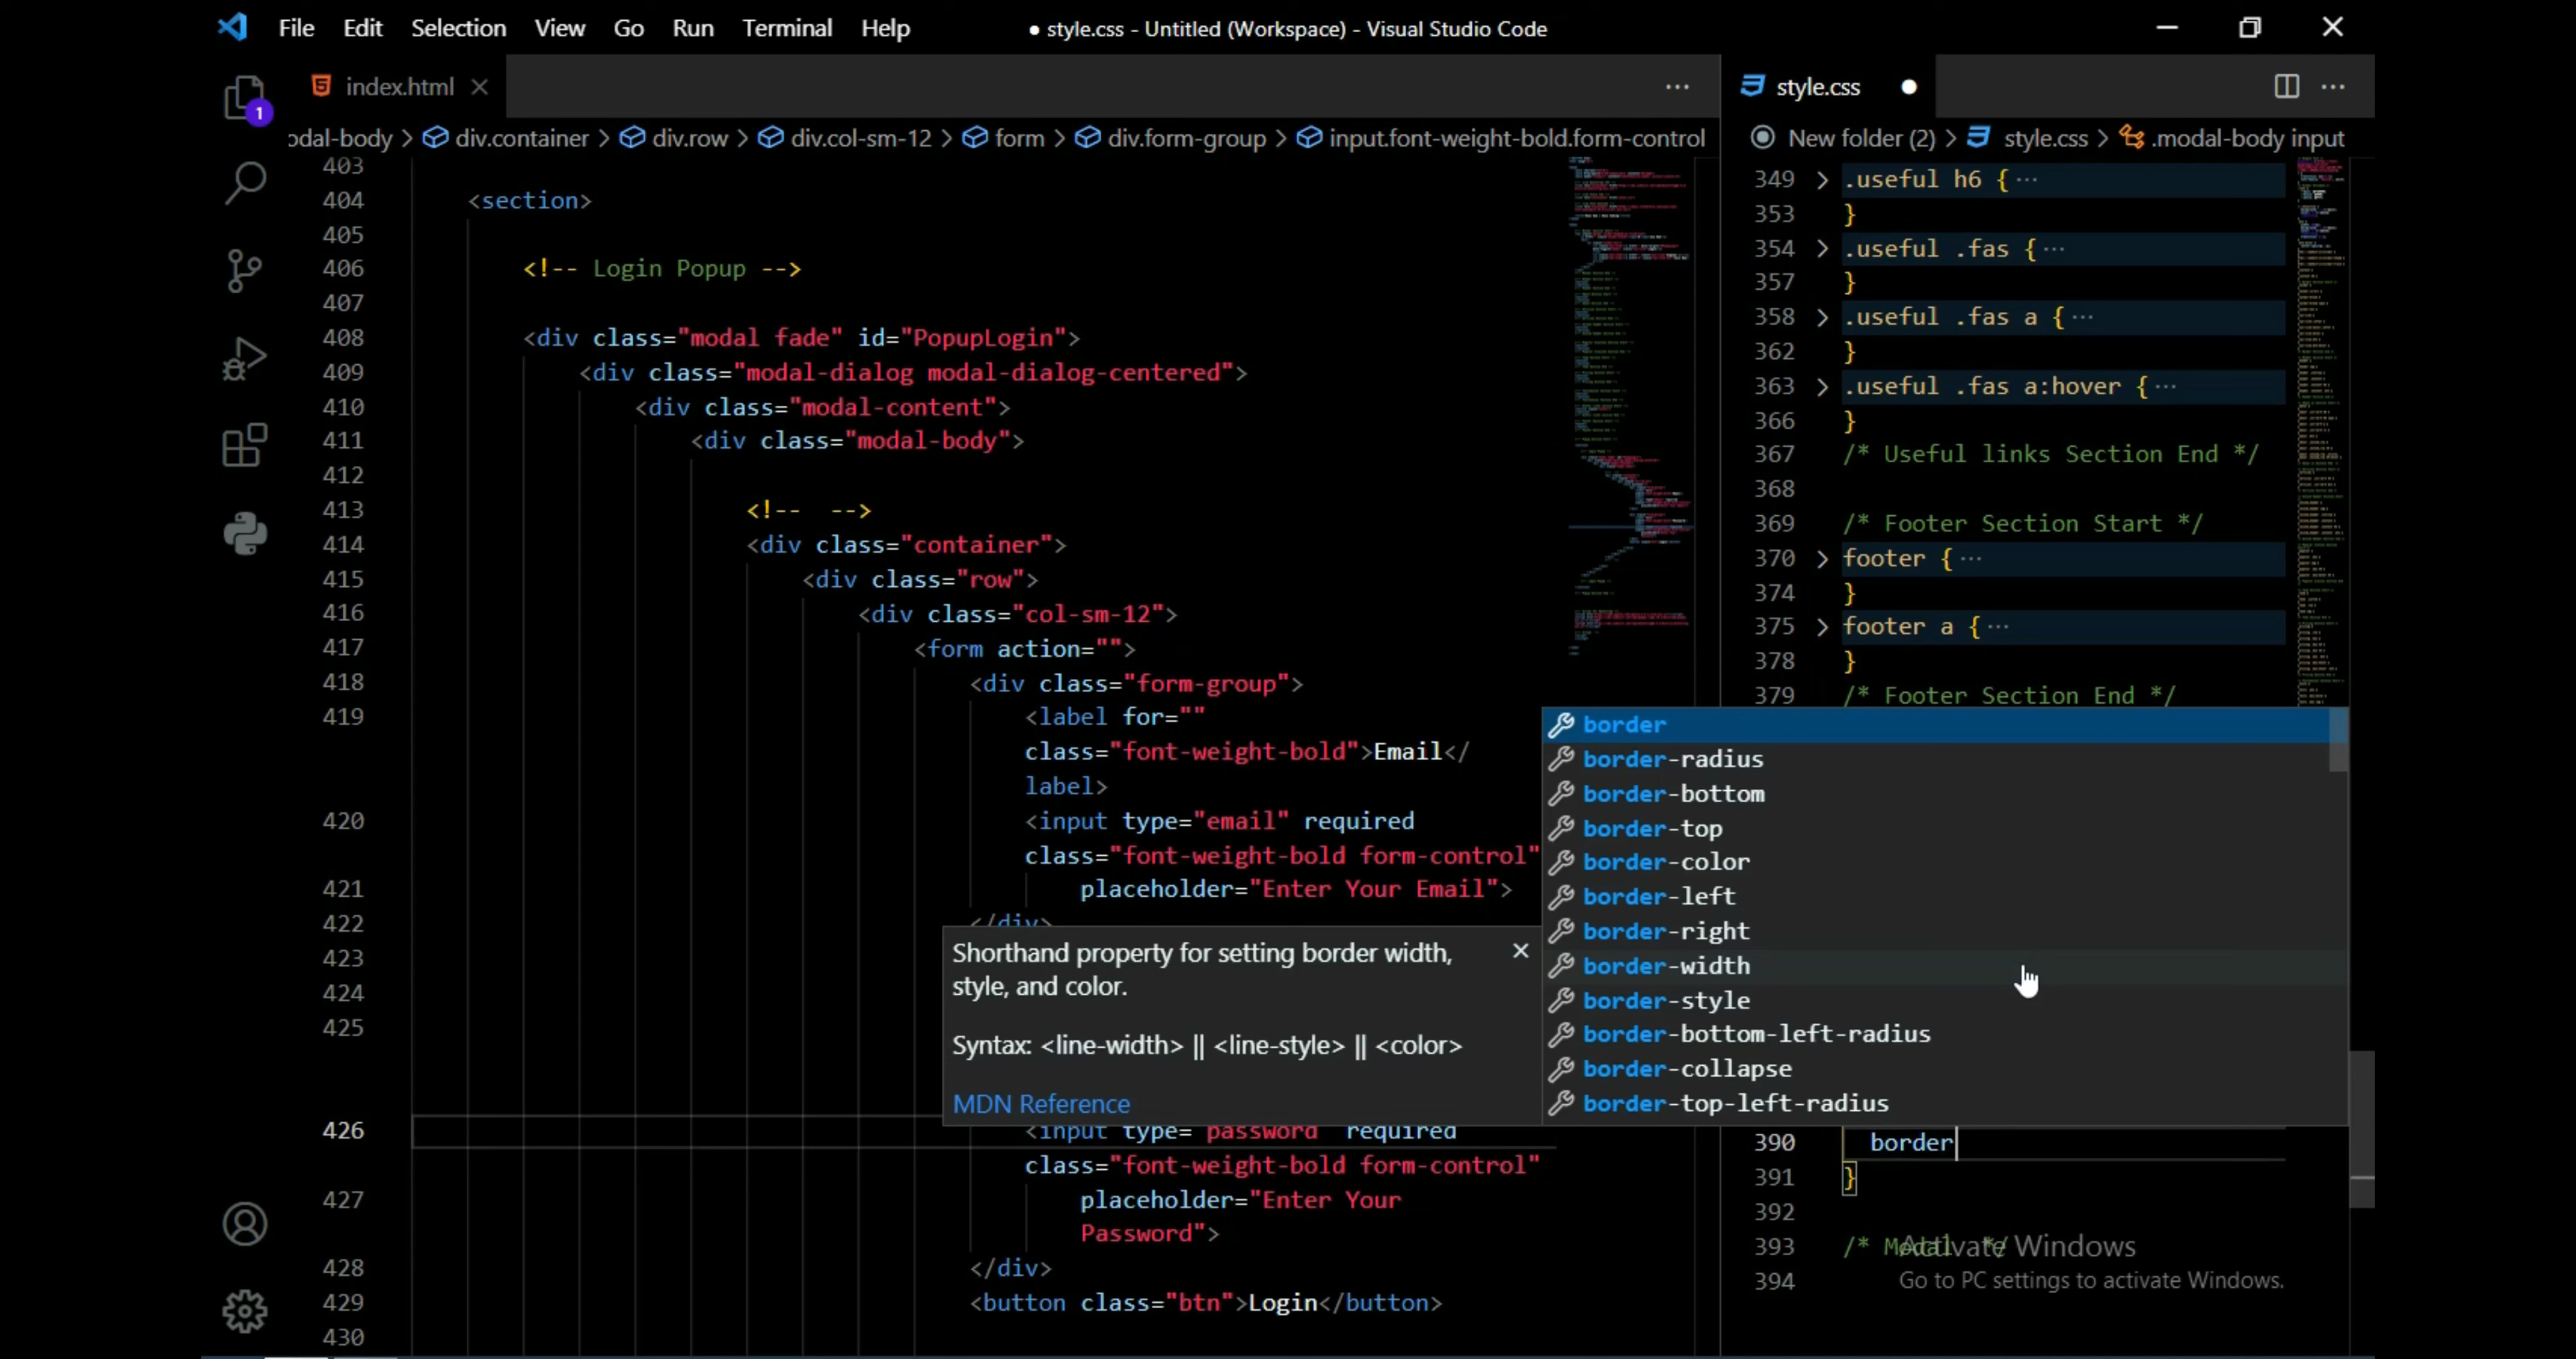 File Edit Selection View Go Run Terminal Help ● style.css - Untitled (Workspace) - Visual Studio Code
index.html
odal-body > div.container > div.row > div.col-sm-12 > form > div.form-group > input.font-weight-bold.form-control
1
403
404 <section>
405
406 <!-- Login Popup -->
407
408 <div class="modal fade" id="PopupLogin">
409 <div class="modal-dialog modal-dialog-centered">
410 <div class="modal-content">
411 <div class="modal-body">
412
413 <!--  -->
414 <div class="container">
415 <div class="row">
416 <div class="col-sm-12">
417 <form action="">
418 <div class="form-group">
419 <label for=""
class="font-weight-bold">Email</
label>
420 <input type="email" required
class="font-weight-bold form-control"
421 placeholder="Enter Your Email">
422 </div>
423
424
425
426 <input type="password" required
class="font-weight-bold form-control"
427 placeholder="Enter Your
Password">
428 </div>
429 <button class="btn">Login</button>
430
Shorthand property for setting border width,
style, and color.
Syntax: <line-width> || <line-style> || <color>
MDN Reference
style.css
New folder (2) > style.css > .modal-body input
349 .useful h6 {
353 }
354 .useful .fas {
357 }
358 .useful .fas a {
362 }
363 .useful .fas a:hover {
366 }
367 /* Useful links Section End */
368
369 /* Footer Section Start */
370 footer {
374 }
375 footer a {
378 }
379 /* Footer Section End */
border
border-radius
border-bottom
border-top
border-color
border-left
border-right
border-width
border-style
border-bottom-left-radius
border-collapse
border-top-left-radius
390 border
391 }
392
393 /* Modal */
394
Activate Windows
Go to PC settings to activate Windows.